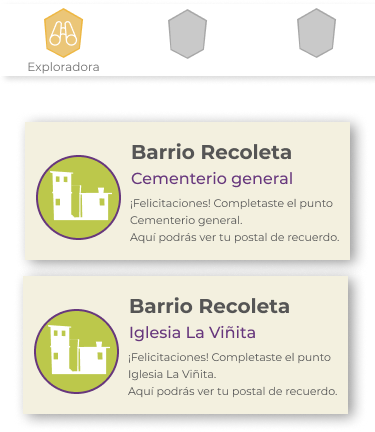 Exploradora
Barrio Recoleta
Cementerio general
¡Felicitaciones! Completaste el punto
Cementerio general.
Aquí podrás ver tu postal de recuerdo.
Barrio Recoleta
Iglesia La Viñita
¡Felicitaciones! Completaste el punto
Iglesia La Viñita.
Aquí podrás ver tu postal de recuerdo.